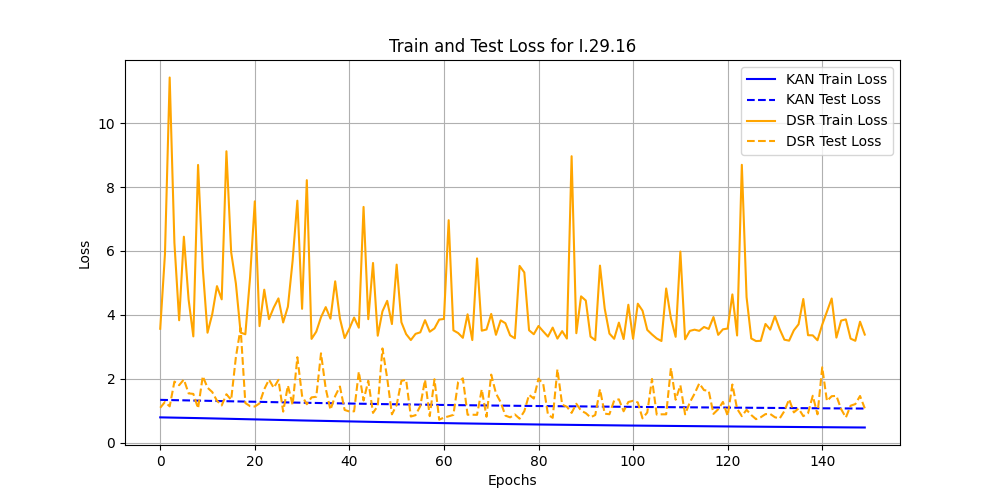 Train and Test Loss for I.29.16
KAN Train Loss
KAN Test Loss
DSR Train Loss
DSR Test Loss
10
8
6
4
2
0
Loss
0 20 40 60 80 100 120 140
Epochs